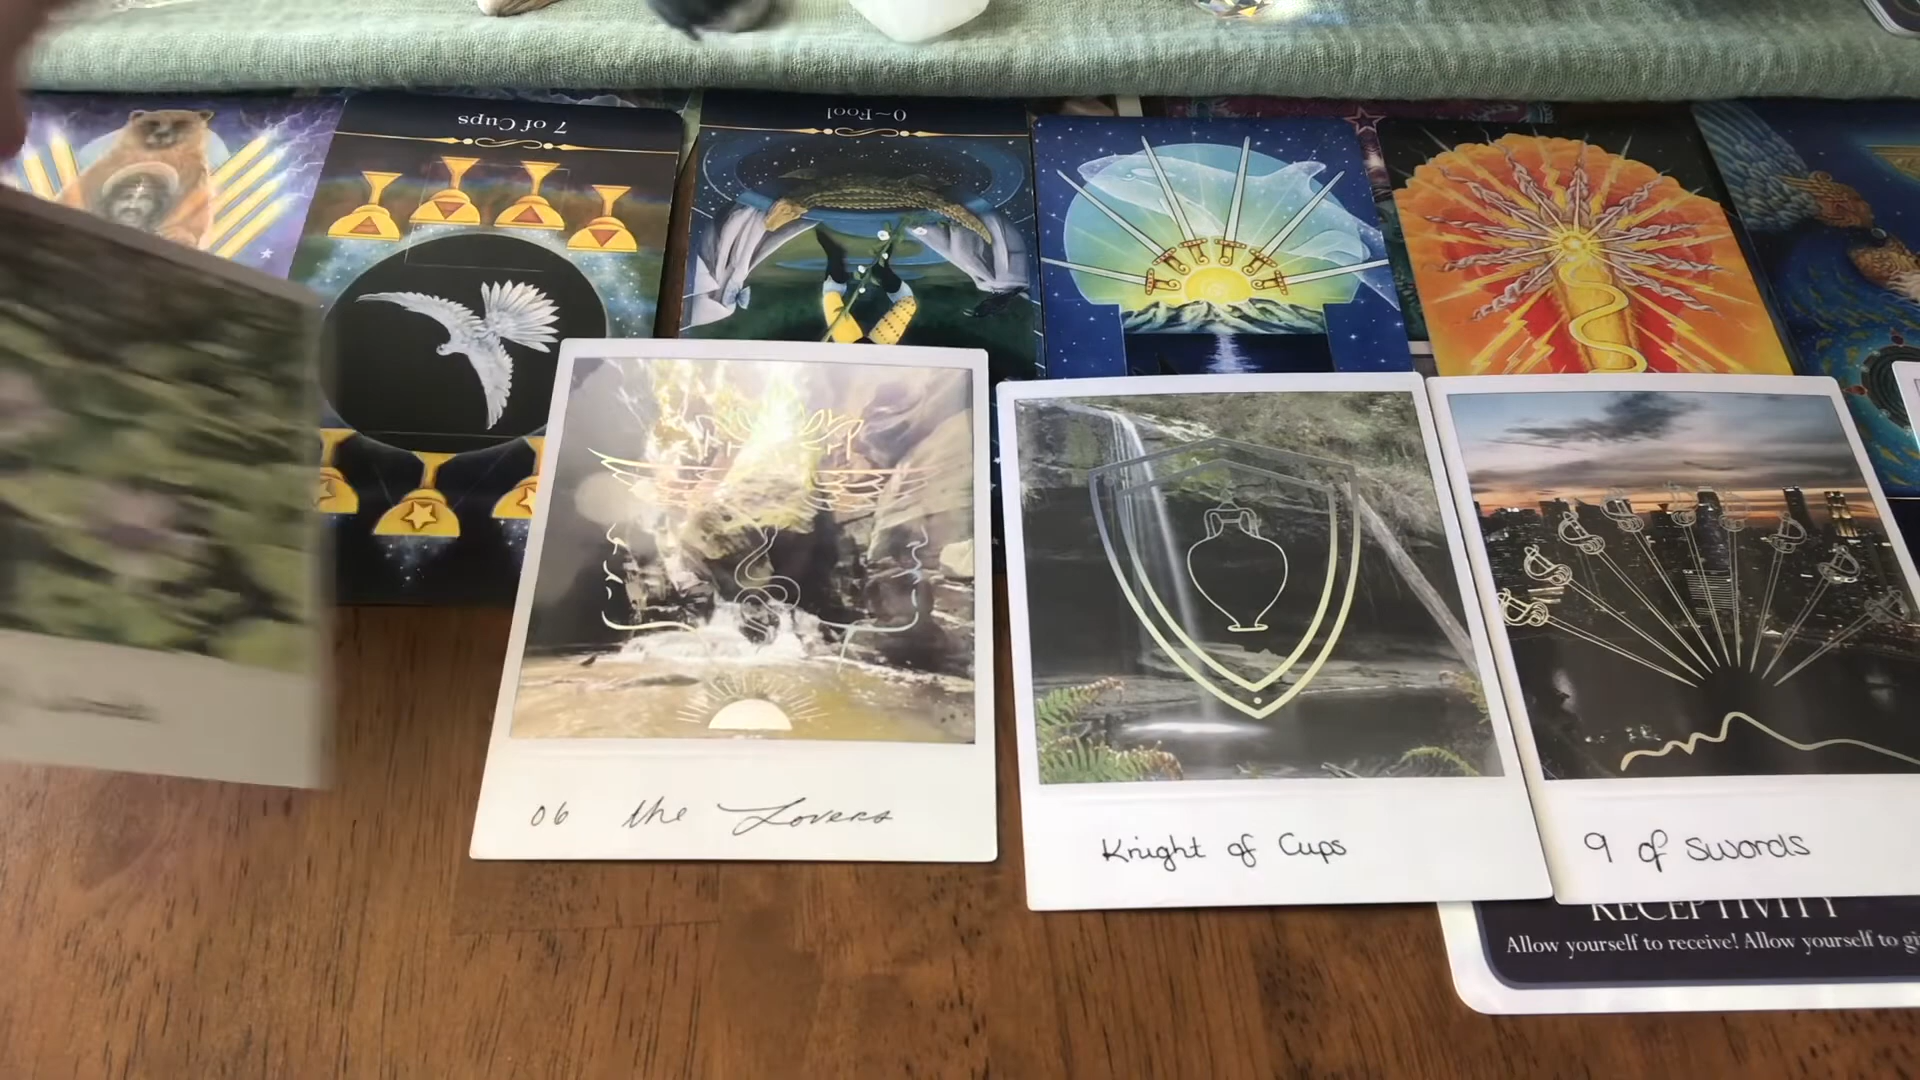 7 of Cups
0~Fool
06 the Lovers
Knight of Cups
9 of swords
RECEPTIVITY
Allow yourself to receive! Allow yourself to gi